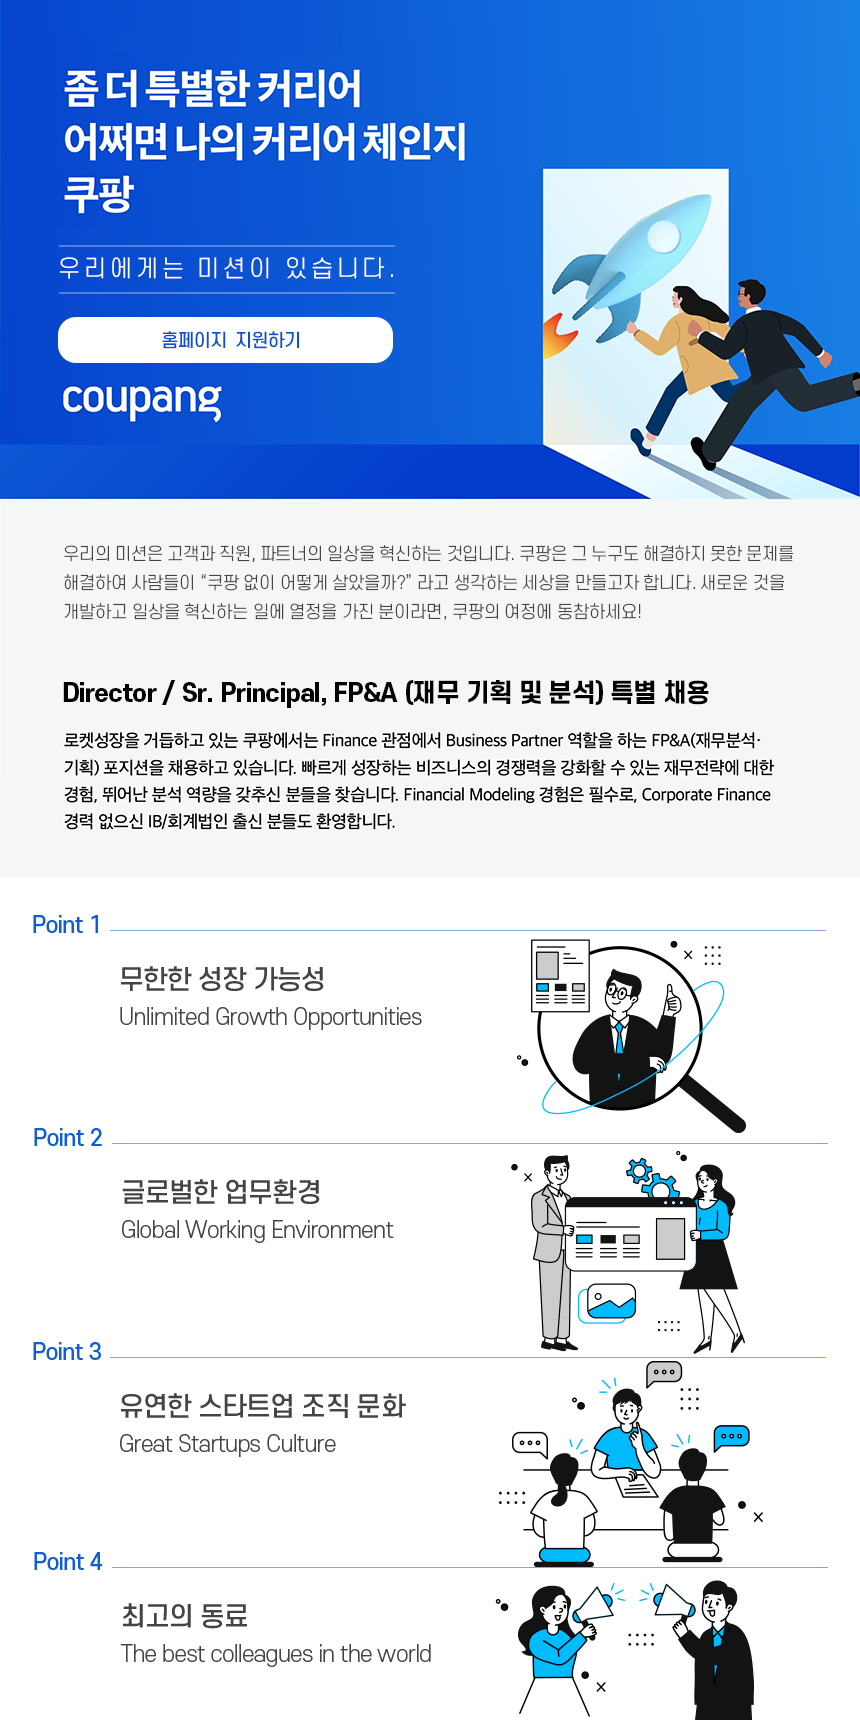 좀 더 특별한 커리어
어쩌면 나의 커리어 체인지
쿠팡
우리에게는 미션이 있습니다.
홈페이지 지원하기
coupang
우리의 미션은 고객과 직원, 파트너의 일상을 혁신하는 것입니다. 쿠팡은 그 누구도 해결하지 못한 문제를
해결하여 사람들이 “쿠팡 없이 어떻게 살았을까?” 라고 생각하는 세상을 만들고자 합니다. 새로운 것을
개발하고 일상을 혁신하는 일에 열정을 가진 분이라면, 쿠팡의 여정에 동참하세요!
Director / Sr. Principal, FP&A (재무 기획 및 분석) 특별 채용
로켓성장을 거듭하고 있는 쿠팡에서는 Finance 관점에서 Business Partner 역할을 하는 FP&A(재무분석·
기획) 포지션을 채용하고 있습니다. 빠르게 성장하는 비즈니스의 경쟁력을 강화할 수 있는 재무전략에 대한
경험, 뛰어난 분석 역량을 갖추신 분들을 찾습니다. Financial Modeling 경험은 필수로, Corporate Finance
경력 없으신 IB/회계법인 출신 분들도 환영합니다.
Point 1
무한한 성장 가능성
Unlimited Growth Opportunities
Point 2
글로벌한 업무환경
Global Working Environment
Point 3
유연한 스타트업 조직 문화
Great Startups Culture
Point 4
최고의 동료
The best colleagues in the world